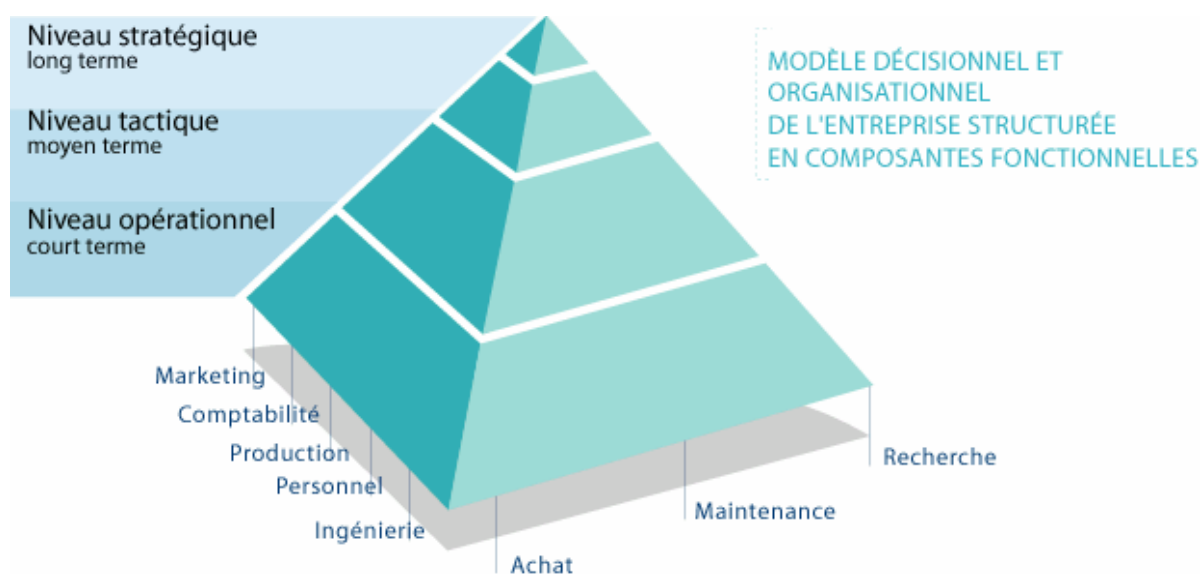 Niveau stratégique
long terme
Niveau tactique
moyen terme
Niveau opérationnel
court terme
MODÈLE DÉCISIONNEL ET
ORGANISATIONNEL
DE L'ENTREPRISE STRUCTURÉE
EN COMPOSANTES FONCTIONNELLES
Marketing
Comptabilité
Production
Personnel
Ingénierie
Achat
Maintenance
Recherche